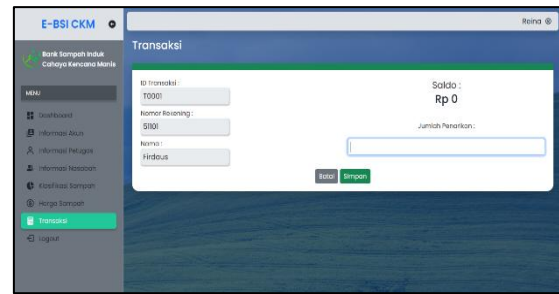 E-BSI CKM
Reina
Bank Sampah Induk
Cahaya Kencana Manis
Transaksi
MENU
Dashboard
Informasi Akun
Informasi Petugas
Informasi Nasabah
Klasifikasi Sampah
Harga Sampah
Transaksi
Logout
ID Transaksi :
T0001
Nomor Rekening :
51101
Nama :
Firdaus
Saldo :
Rp 0
Jumlah Penarikan :
Batal Simpan